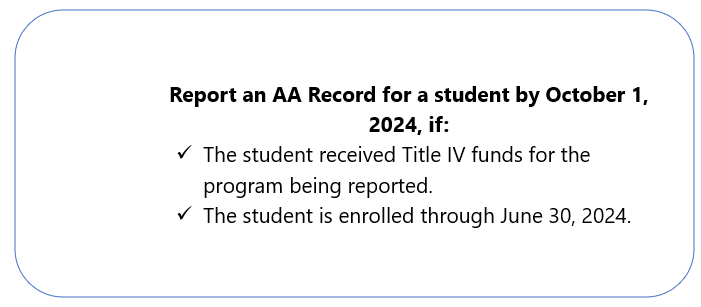 Report an AA Record for a student by October 1,
2024, if:
✓ The student received Title IV funds for the
program being reported.
✓ The student is enrolled through June 30, 2024.